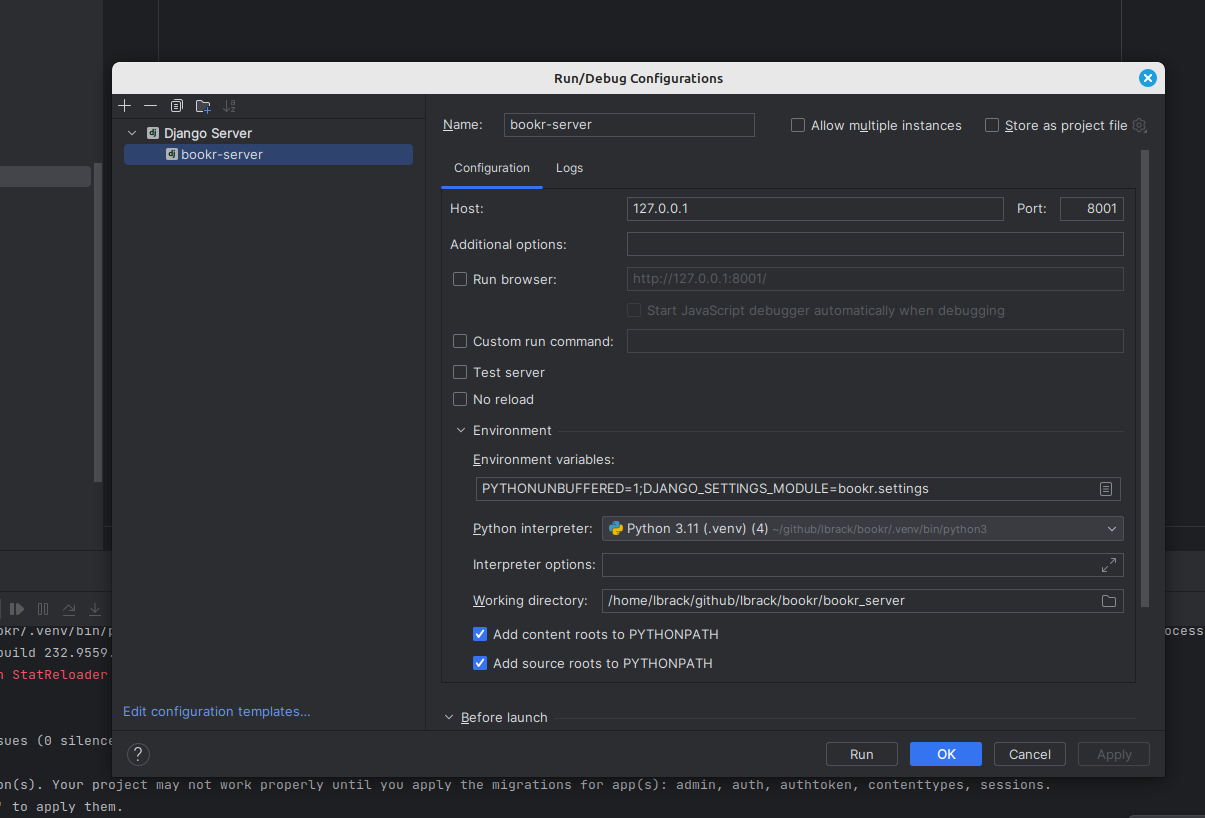 Run/Debug Configurations
Django Server
bookr-server
Edit configuration templates...
Name: bookr-server Allow multiple instances Store as project file
Configuration Logs
Host: 127.0.0.1 Port: 8001
Additional options:
Run browser: http://127.0.0.1:8001/
Start JavaScript debugger automatically when debugging
Custom run command:
Test server
No reload
Environment
Environment variables:
PYTHONUNBUFFERED=1;DJANGO_SETTINGS_MODULE=bookr.settings
Python interpreter: Python 3.11 (.venv) (4) ~/github/lbrack/bookr/.venv/bin/python3
Interpreter options:
Working directory: /home/lbrack/github/lbrack/bookr/bookr_server
Add content roots to PYTHONPATH
Add source roots to PYTHONPATH
Before launch
? Run OK Cancel Apply
okr/.venv/bin/p ocess
build 232.9559.
n StatReloader
sues (0 silence
on(s). Your project may not work properly until you apply the migrations for app(s): admin, auth, authtoken, contenttypes, sessions.
' to apply them.